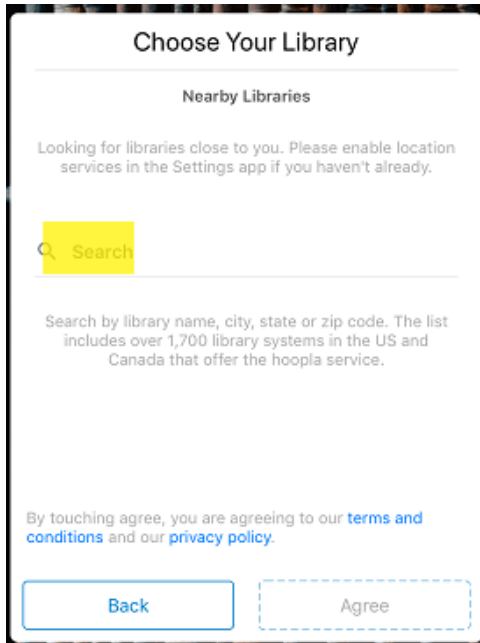 Choose Your Library
Nearby Libraries
Looking for libraries close to you. Please enable location
services in the Settings app if you haven't already.
Search
Search by library name, city, state or zip code. The list
includes over 1,700 library systems in the US and
Canada that offer the hoopla service.
By touching agree, you are agreeing to our terms and
conditions and our privacy policy.
Back
Agree